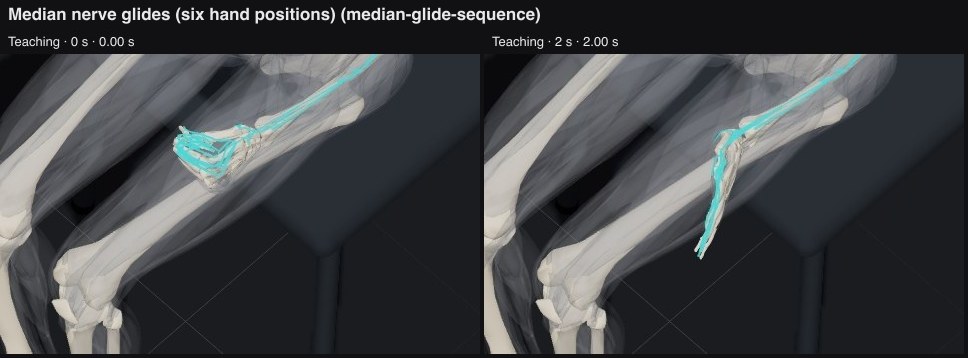 Median nerve glides (six hand positions) (median-glide-sequence)
Teaching · 0 s · 0.00 s
Teaching · 2 s · 2.00 s